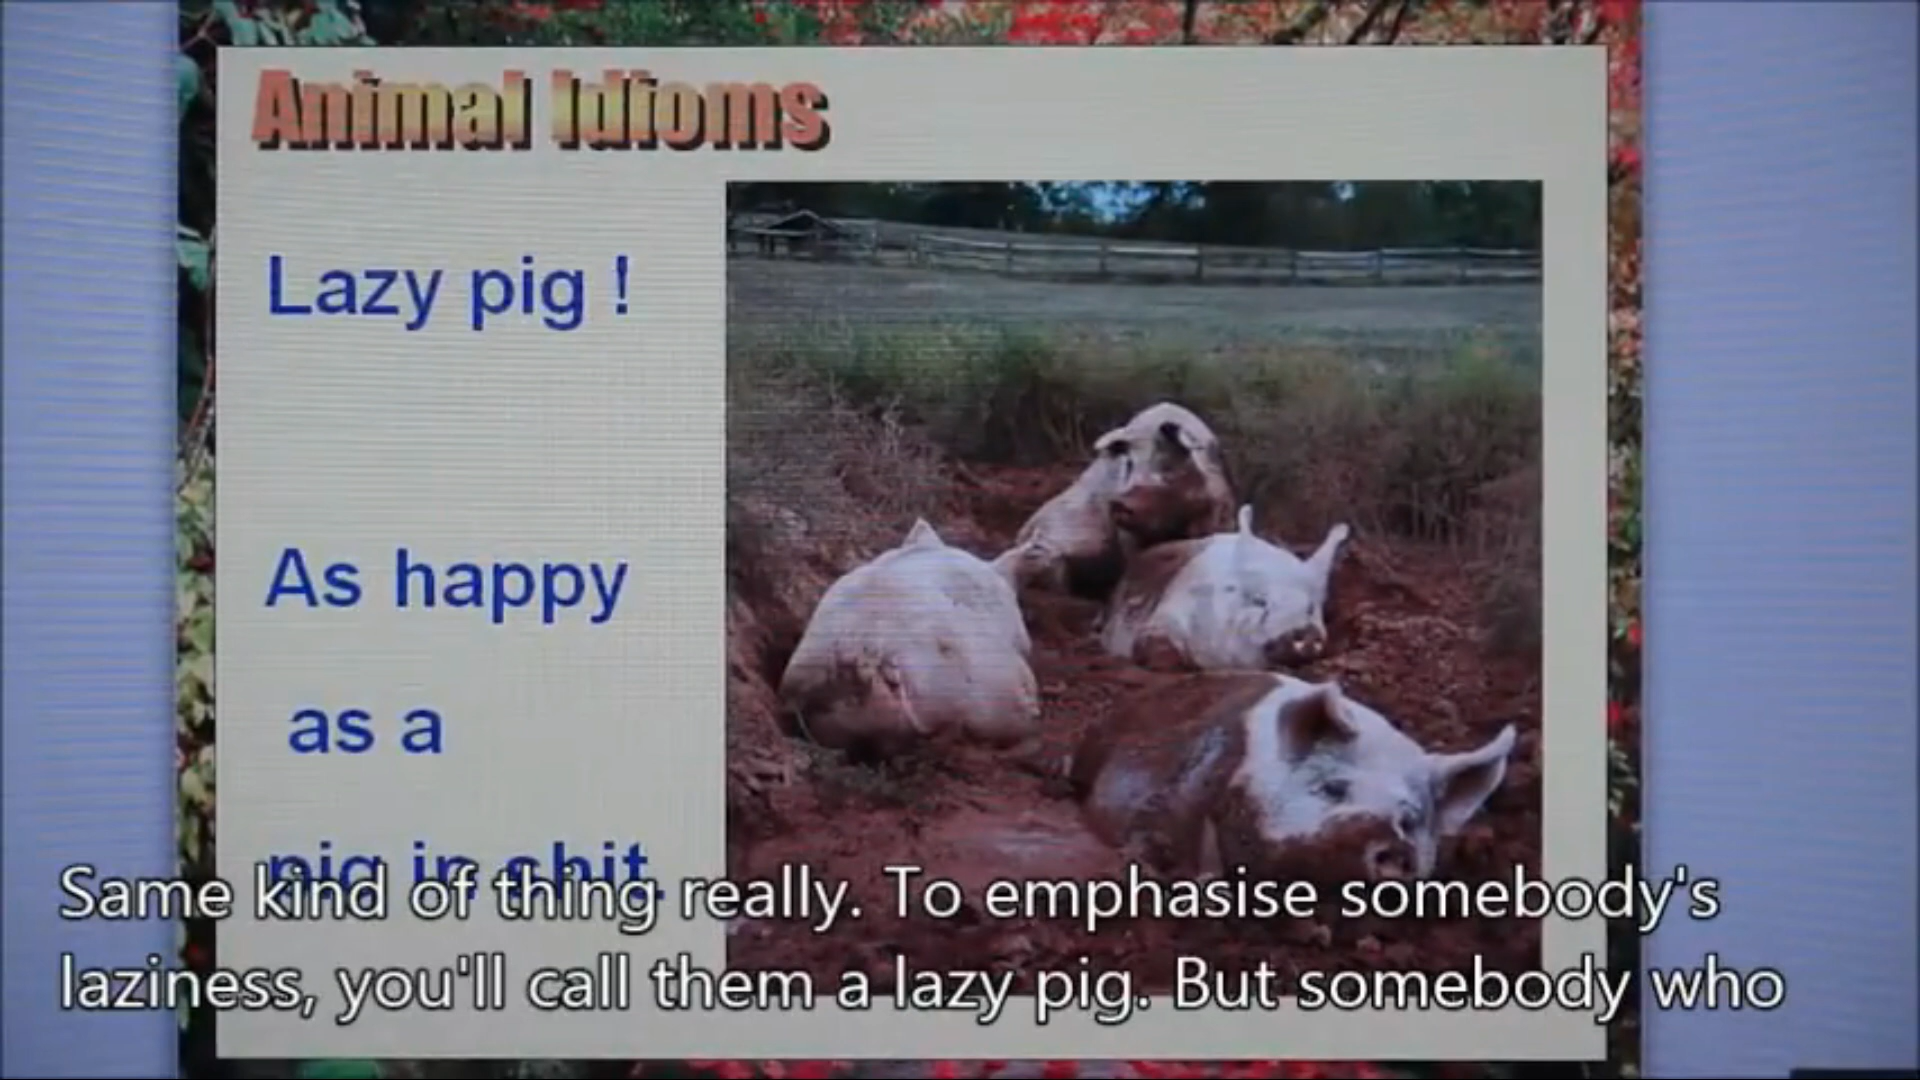 Animal Idioms
Lazy pig !
As happy
as a
pig in shit.
Same kind of thing really. To emphasise somebody's
laziness, you'll call them a lazy pig. But somebody who